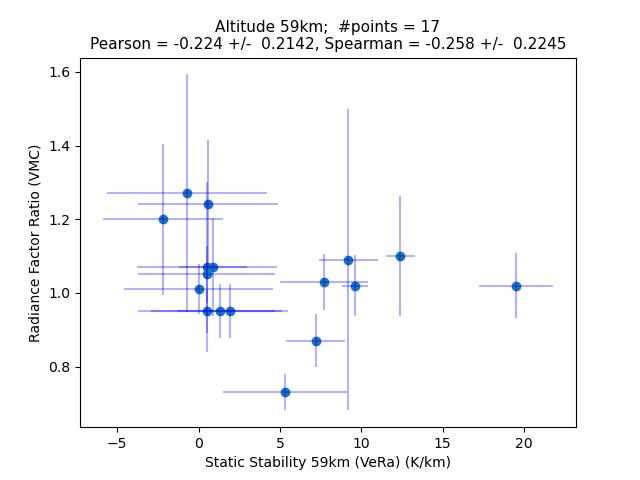 Altitude 59km;  #points = 17
Pearson = -0.224 +/-  0.2142, Spearman = -0.258 +/-  0.2245
1.6
1.4
1.2
1.0
0.8
Radiance Factor Ratio (VMC)
−5
0
5
10
15
20
Static Stability 59km (VeRa) (K/km)